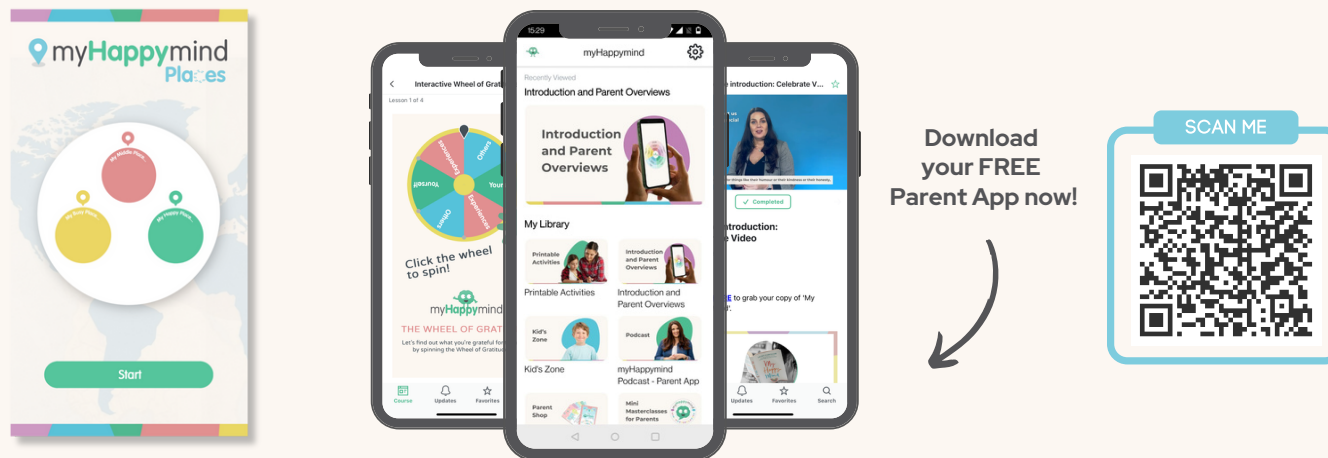 myHappymind
Places
My Middle Place...
My Busy Place...
My Happy Place...
Start
Interactive Wheel of Grati
Lesson 1 of 4
Experiences
Others
Your
Experiences
Others
Yourself
Click the wheel
to spin!
myHappymind
THE WHEEL OF GRAT
Let's find out what you're grateful for
by spinning the Wheel of Gratitud
Course
Updates
Favorites
15:29
myHappymind
Recently Viewed
Introduction and Parent Overviews
Introduction
and Parent
Overviews
My Library
Printable
Activities
Printable Activities
Introduction
and Parent
Overviews
Introduction and
Parent Overviews
Kid's
Zone
Kid's Zone
Podcast
myHappymind
Podcast - Parent App
Parent
Shop
Mini
Masterclasses
for Parents
introduction: Celebrate V...
✓ Completed
ntroduction:
e Video
RE to grab your copy of 'My
d'.
Updates
Favorites
Search
Download
your FREE
Parent App now!
SCAN ME